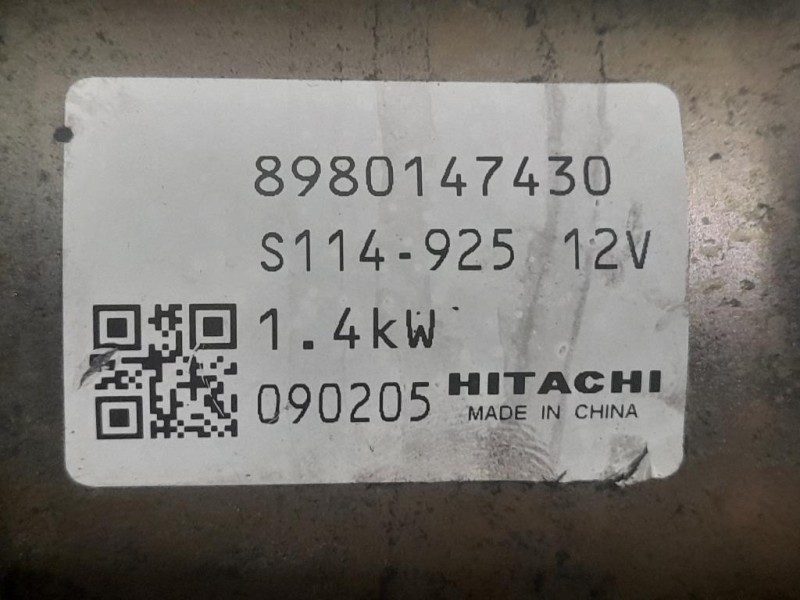 8980147430
S114-925 12V
1.4kW
090205 HITACHI
MADE IN CHINA